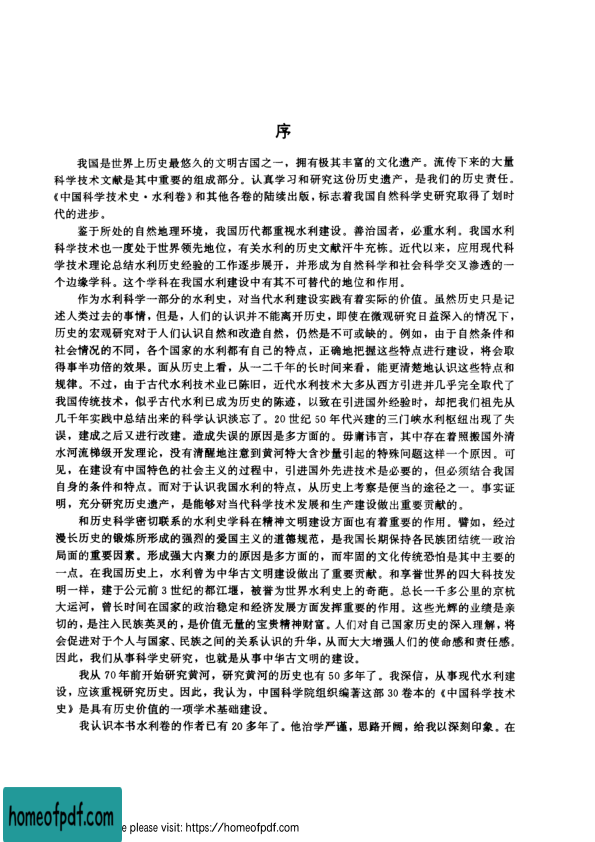 序
我国是世界上历史最悠久的文明古国之一，拥有极其丰富的文化遗产。流传下来的大量
科学技术文献是其中重要的组成部分。认真学习和研究这份历史遗产，是我们的历史责任。
《中国科学技术史·水利卷》和其他各卷的陆续出版，标志着我国自然科学史研究取得了划时
代的进步。
鉴于所处的自然地理环境，我国历代都重视水利建设。善治国者，必重水利。我国水利
科学技术也一度处于世界领先地位，有关水利的历史文献汗牛充栋。近代以来，应用现代科
学技术理论总结水利历史经验的工作逐步展开，并形成为自然科学和社会科学交叉渗透的一
个边缘学科。这个学科在我国水利建设中有其不可替代的地位和作用。
作为水利科学一部分的水利史，对当代水利建设实践有着实际的价值。虽然历史只是记
述人类过去的事情，但是，人们的认识并不能离开历史，即使在微观研究日益深入的情况下，
历史的宏观研究对于人们认识自然和改造自然，仍然是不可或缺的。例如，由于自然条件和
社会情况的不同，各个国家的水利都有自己的特点，正确地把握这些特点进行建设，将会取
得事半功倍的效果。面从历史上看，从一二千年的长时间来看，能更清楚地认识这些特点和
规律。不过，由于古代水利技术业已陈旧，近代水利技术大多从西方引进并几乎完全取代了
我国传统技术，似乎古代水利已成为历史的陈迹，以致在引进国外经验时，却把我们祖先从
几千年实践中总结出来的科学认识淡忘了。20世纪50年代兴建的三门峡水利枢纽出现了失
误，建成之后又进行改建。造成失误的原因是多方面的。毋庸讳言，其中存在着照搬国外清
水河流梯级开发理论，没有清醒地注意到黄河特大含沙量引起的特殊问题这样一个原因。可
见，在建设有中国特色的社会主义的过程中，引进国外先进技术是必要的，但必须结合我国
自身的条件和特点。而对于认识我国水利的特点，从历史上考察是便当的途径之一。事实证
明，充分研究历史遗产，是能够对当代科学技术发展和生产建设做出重要贡献的。
和历史科学密切联系的水利史学科在精神文明建设方面也有着重要的作用。譬如，经过
漫长历史的锻炼所形成的强烈的爱国主义的道德规范，是我国长期保持各民族团结统一政治
局面的重要因素。形成强大内聚力的原因是多方面的，而牢固的文化传统恐怕是其中主要的
一点。在我国历史上，水利曾为中华古文明建设做出了重要贡献。和享誉世界的四大科技发
明一样，建于公元前3世纪的都江堰，被誉为世界水利史上的奇葩。总长一千多公里的京杭
大运河，曾长时间在国家的政治稳定和经济发展方面发挥重要的作用。这些光辉的业绩是亲
切的，是注入民族英灵的，是价值无量的宝贵精神财富。人们对自己国家历史的深入理解，将
会促进对于个人与国家、民族之间的关系认识的升华，从而大大增强人们的使命感和责任感。
因此，我们从事科学史研究，也就是从事中华古文明的建设。
我从70年前开始研究黄河，研究黄河的历史也有50多年了。我深信，从事现代水利建
设，应该重视研究历史。因此，我认为，中国科学院组织编著这部30卷本的《中国科学技术
史》是具有历史价值的一项学术基础建设。
我认识本书水利卷的作者已有20多年了。他治学严谨，思路开阔，给我以深刻印象。在
homeofpdf.com
e please visit: https://homeofpdf.com